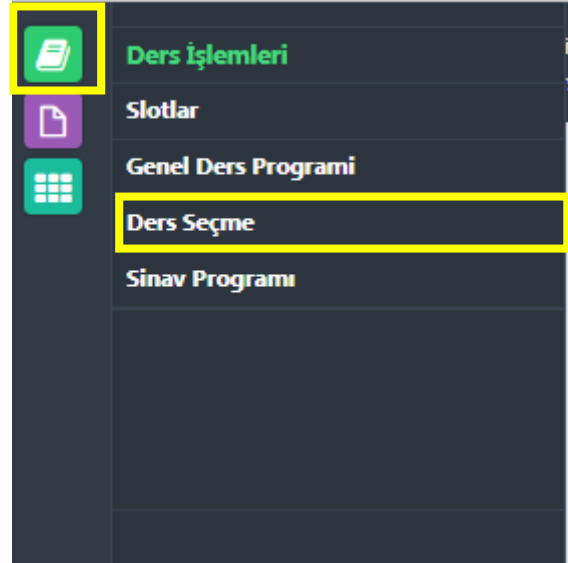 Ders İşlemleri
Slotlar
Genel Ders Programi
Ders Seçme
Sinav Programı